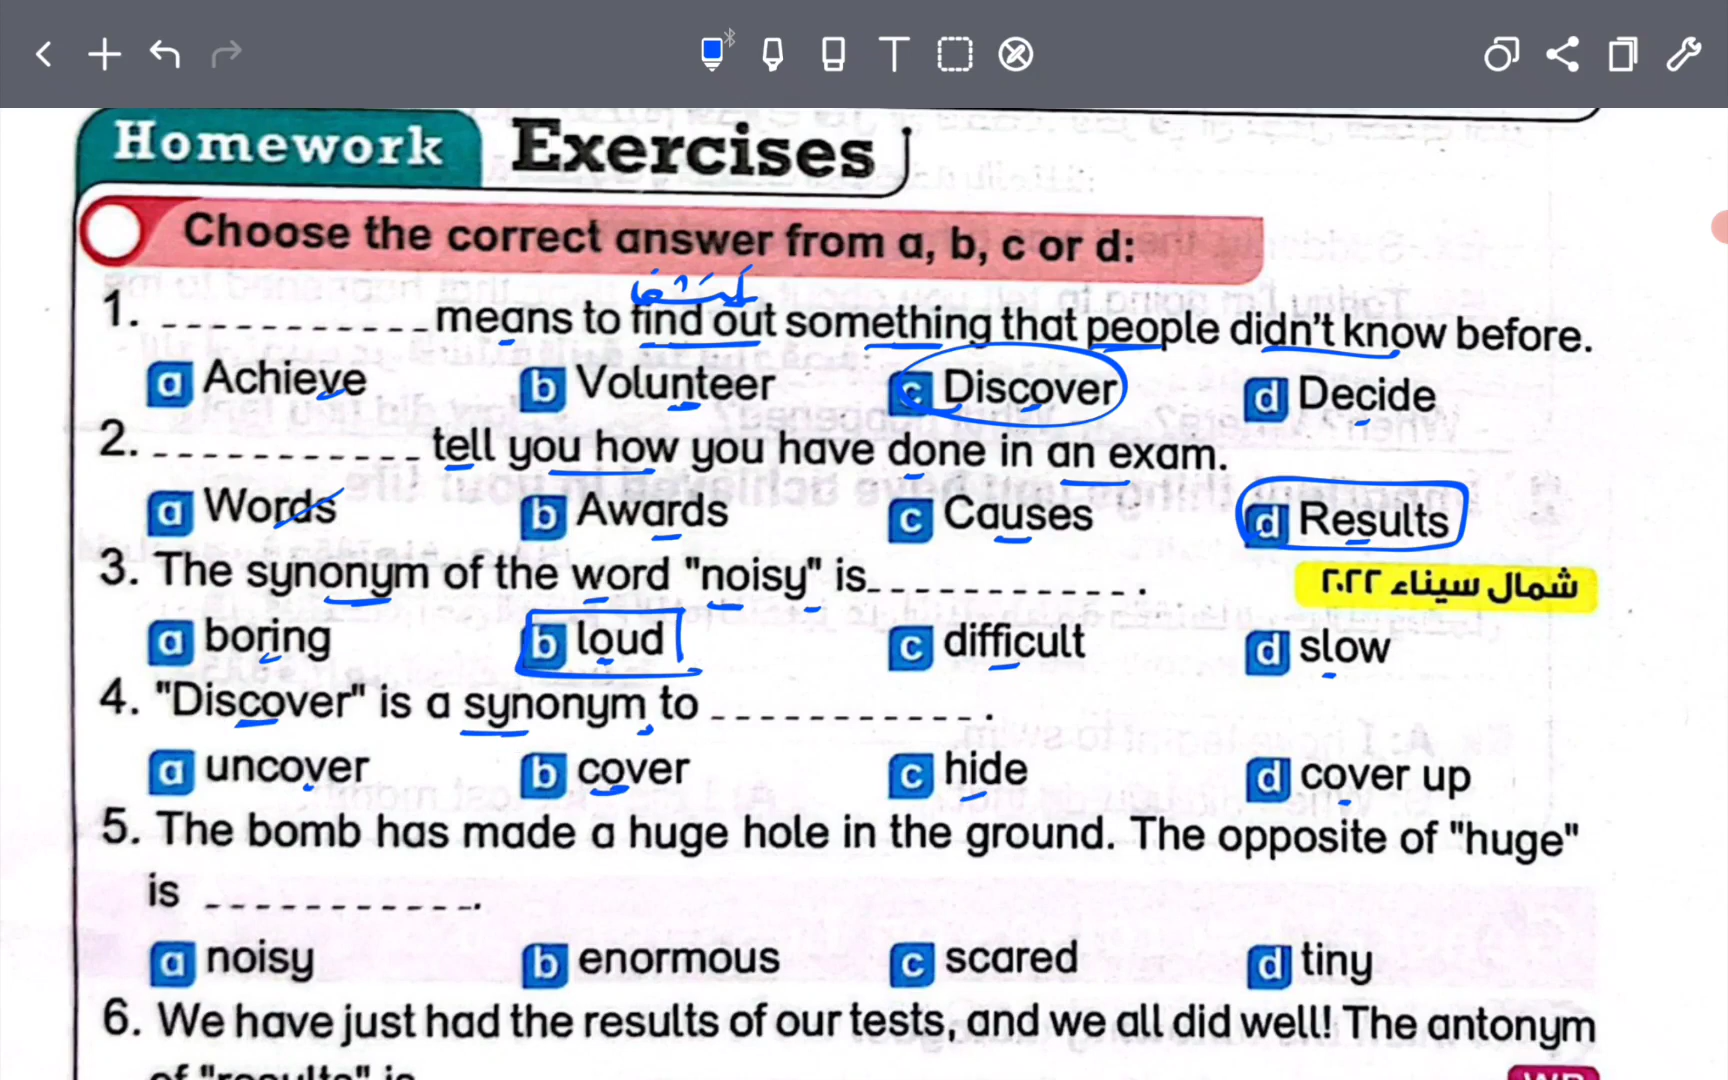 Homework Exercises
Choose the correct answer from a, b, c or d:
يكتشف
1. ____________ means to find out something that people didn't know before.
a Achieve b Volunteer c Discover d Decide
2. ____________ tell you how you have done in an exam.
a Words b Awards c Causes d Results
3. The synonym of the word "noisy" is____________. شمال سيناء ٢٠٢٢
a boring b loud c difficult d slow
4. "Discover" is a synonym to ____________.
a uncover b cover c hide d cover up
5. The bomb has made a huge hole in the ground. The opposite of "huge"
is ____________.
a noisy b enormous c scared d tiny
6. We have just had the results of our tests, and we all did well! The antonym
of "results" is
WB